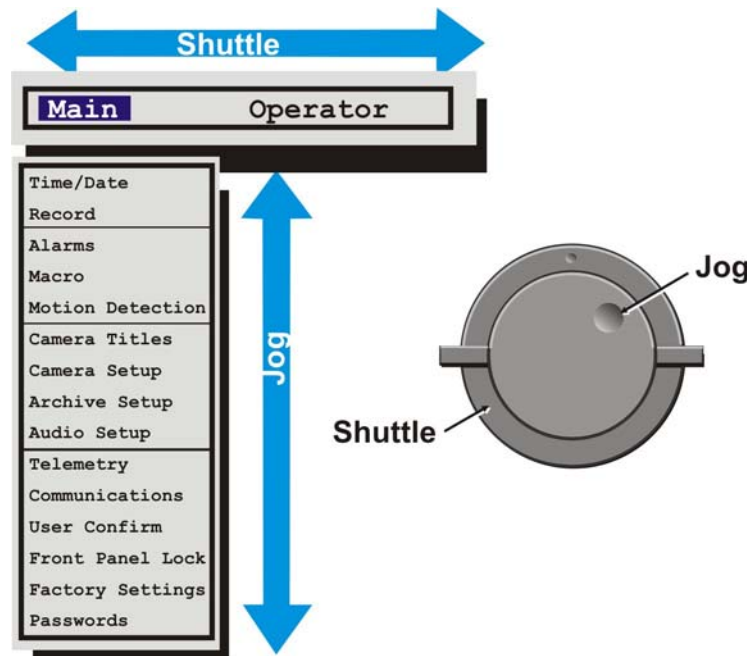 Shuttle
Main Operator
Time/Date
Record
Alarms
Macro
Motion Detection
Camera Titles
Camera Setup
Archive Setup
Audio Setup
Telemetry
Communications
User Confirm
Front Panel Lock
Factory Settings
Passwords
Jog
Jog
Shuttle